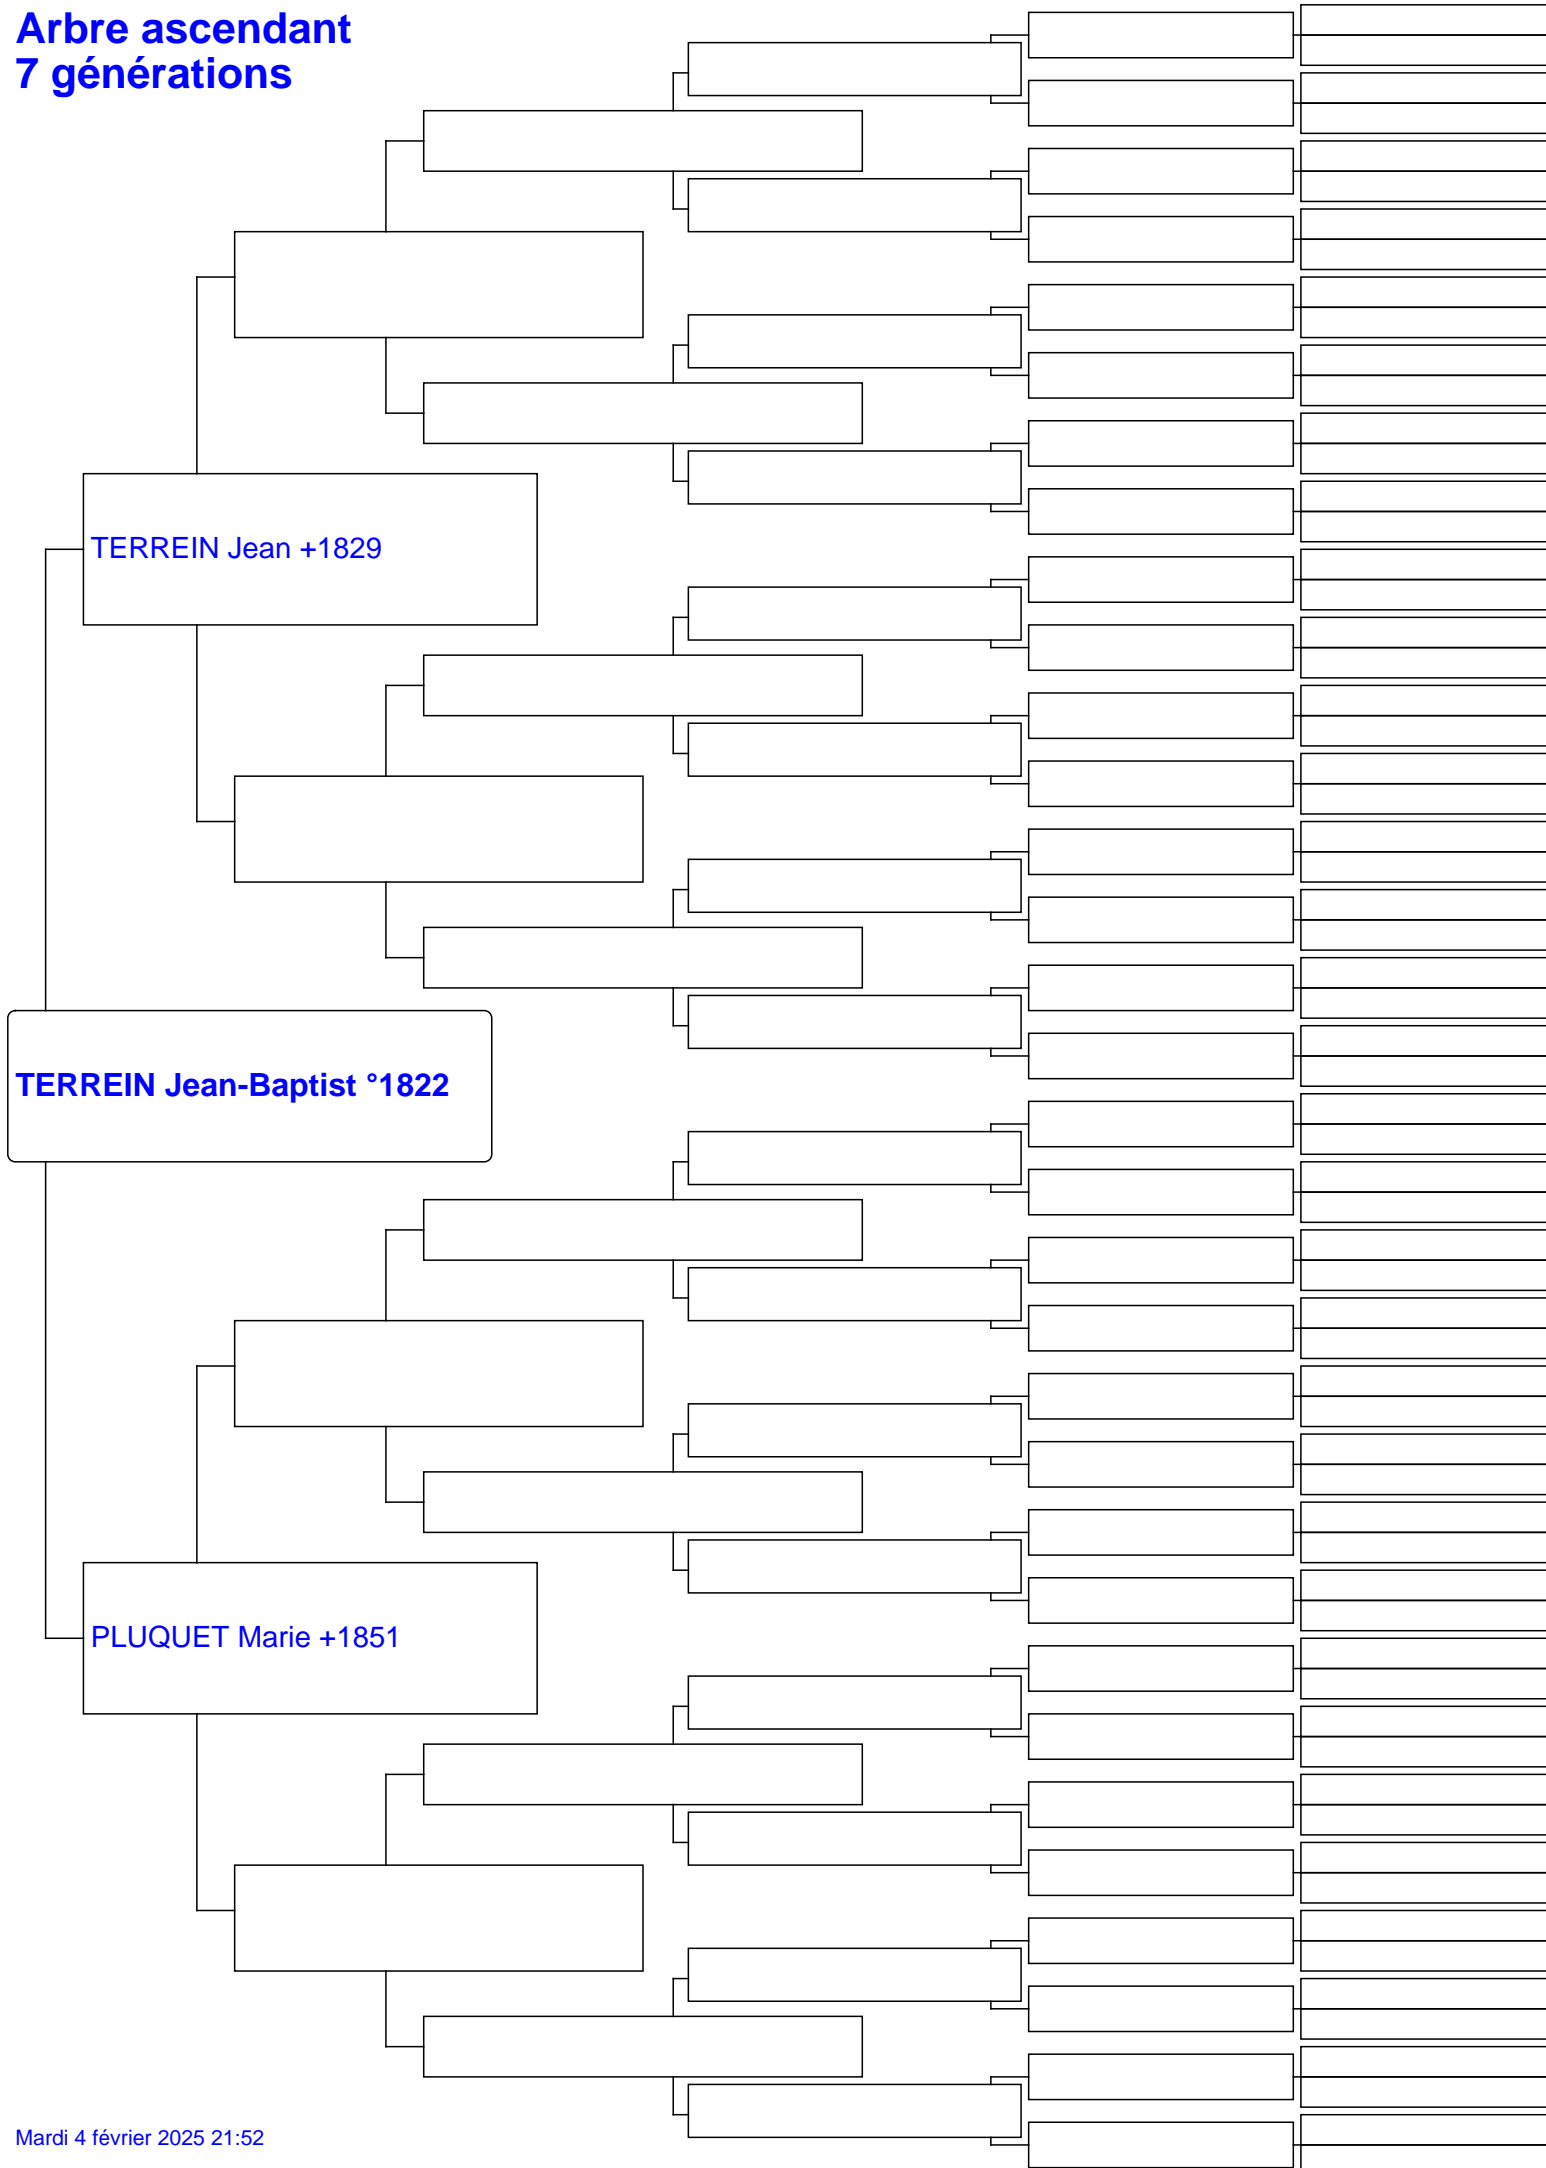 Arbre ascendant
7 générations
TERREIN Jean +1829
TERREIN Jean-Baptist °1822
PLUQUET Marie +1851
Mardi 4 février 2025 21:52